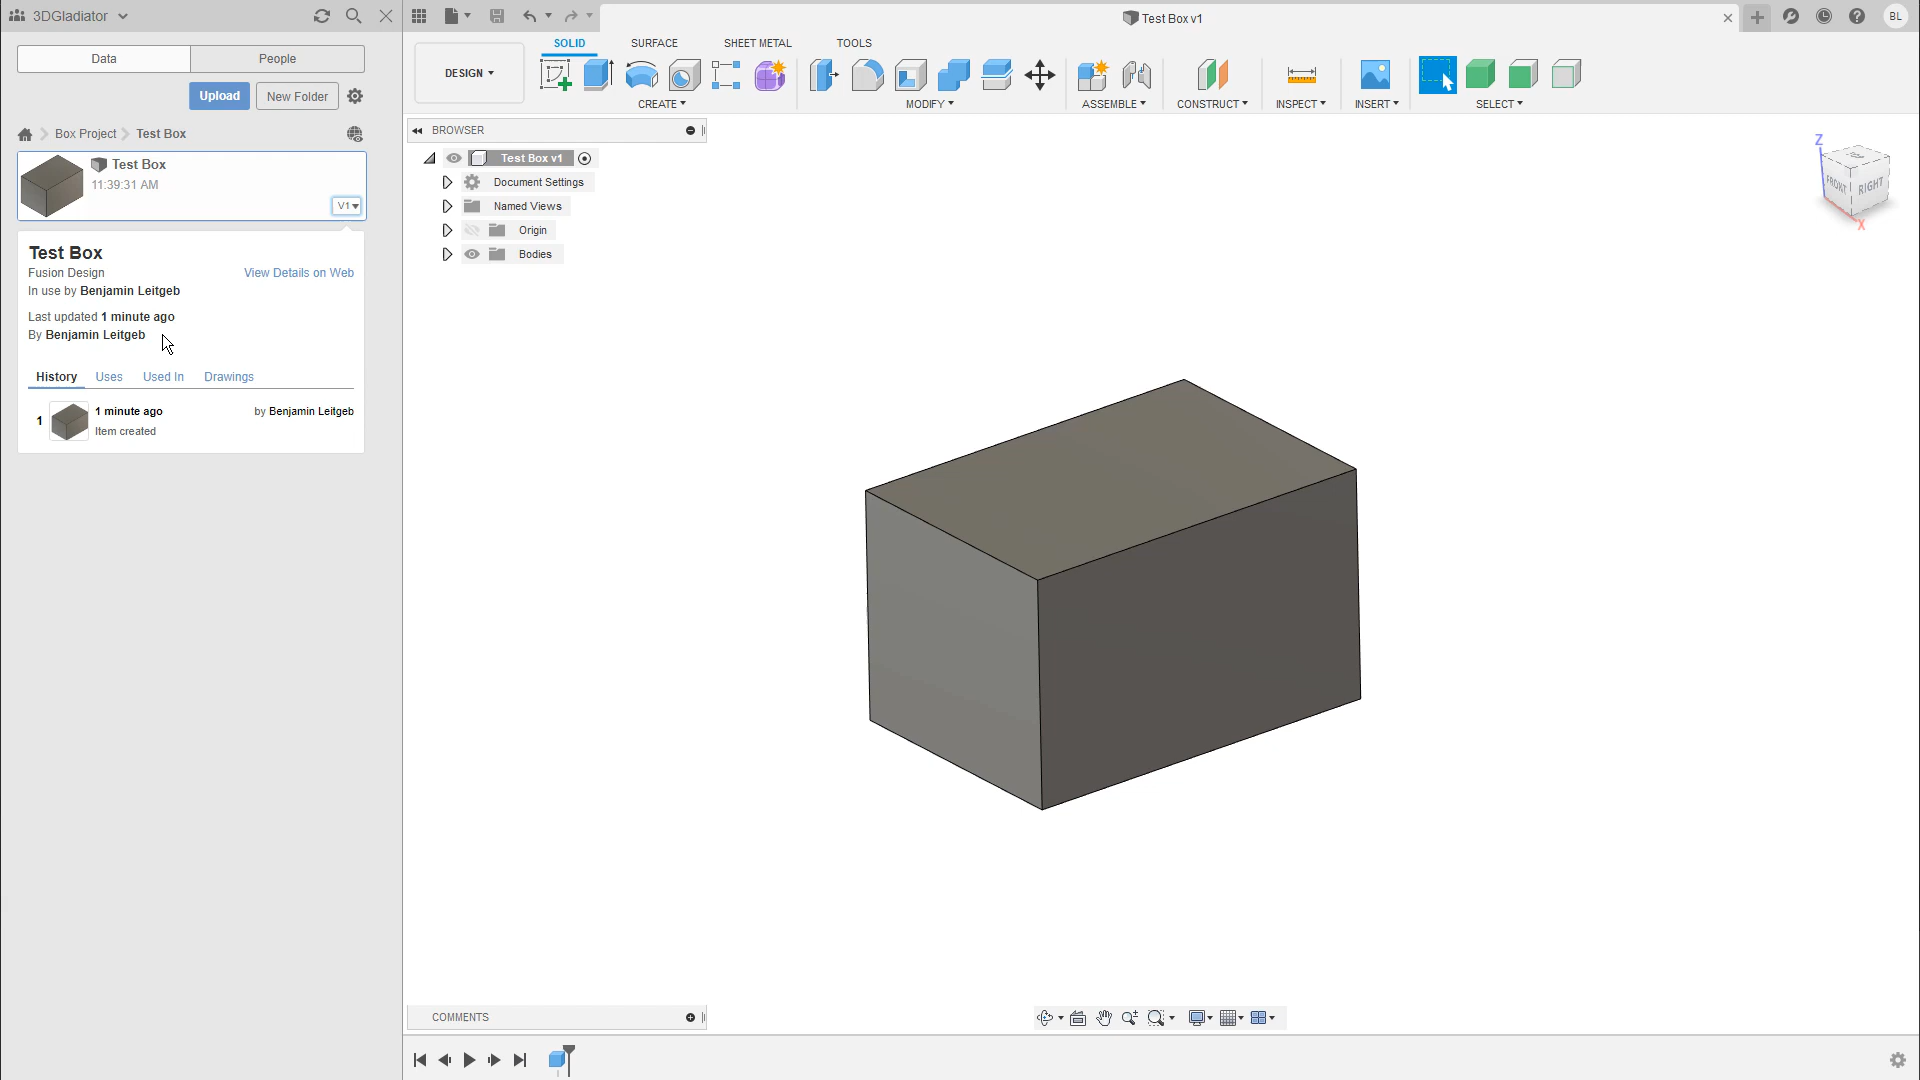 3DGladiator
Test Box v1
BL
Data
People
Upload
New Folder
Box Project
Test Box
Test Box
11:39:31 AM
V1
Test Box
Fusion Design
View Details on Web
In use by Benjamin Leitgeb
Last updated 1 minute ago
By Benjamin Leitgeb
History
Uses
Used In
Drawings
1
1 minute ago
by Benjamin Leitgeb
Item created
SOLID
SURFACE
SHEET METAL
TOOLS
DESIGN
CREATE
MODIFY
ASSEMBLE
CONSTRUCT
INSPECT
INSERT
SELECT
BROWSER
Test Box v1
Document Settings
Named Views
Origin
Bodies
Z
FRONT
RIGHT
X
COMMENTS